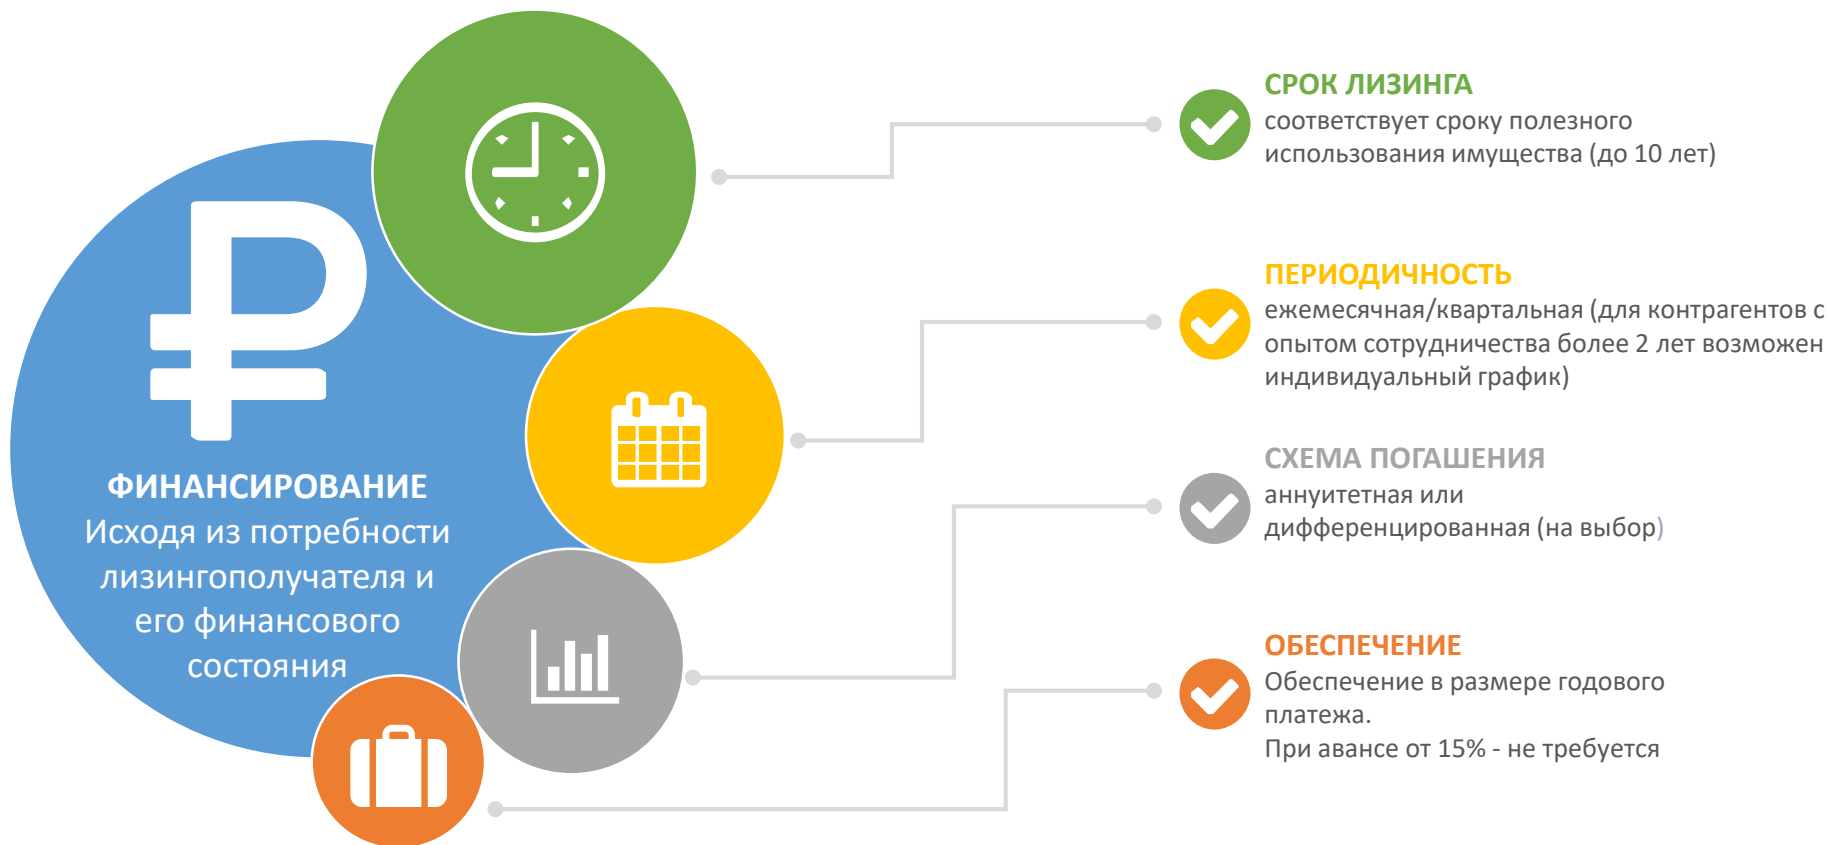 ФИНАНСИРОВАНИЕ
Исходя из потребности
лизингополучателя и
его финансового
состояния
СРОК ЛИЗИНГА
соответствует сроку полезного
использования имущества (до 10 лет)
ПЕРИОДИЧНОСТЬ
ежемесячная/квартальная (для контрагентов с
опытом сотрудничества более 2 лет возможен
индивидуальный график)
СХЕМА ПОГАШЕНИЯ
аннуитетная или
дифференцированная (на выбор)
ОБЕСПЕЧЕНИЕ
Обеспечение в размере годового
платежа.
При авансе от 15% - не требуется